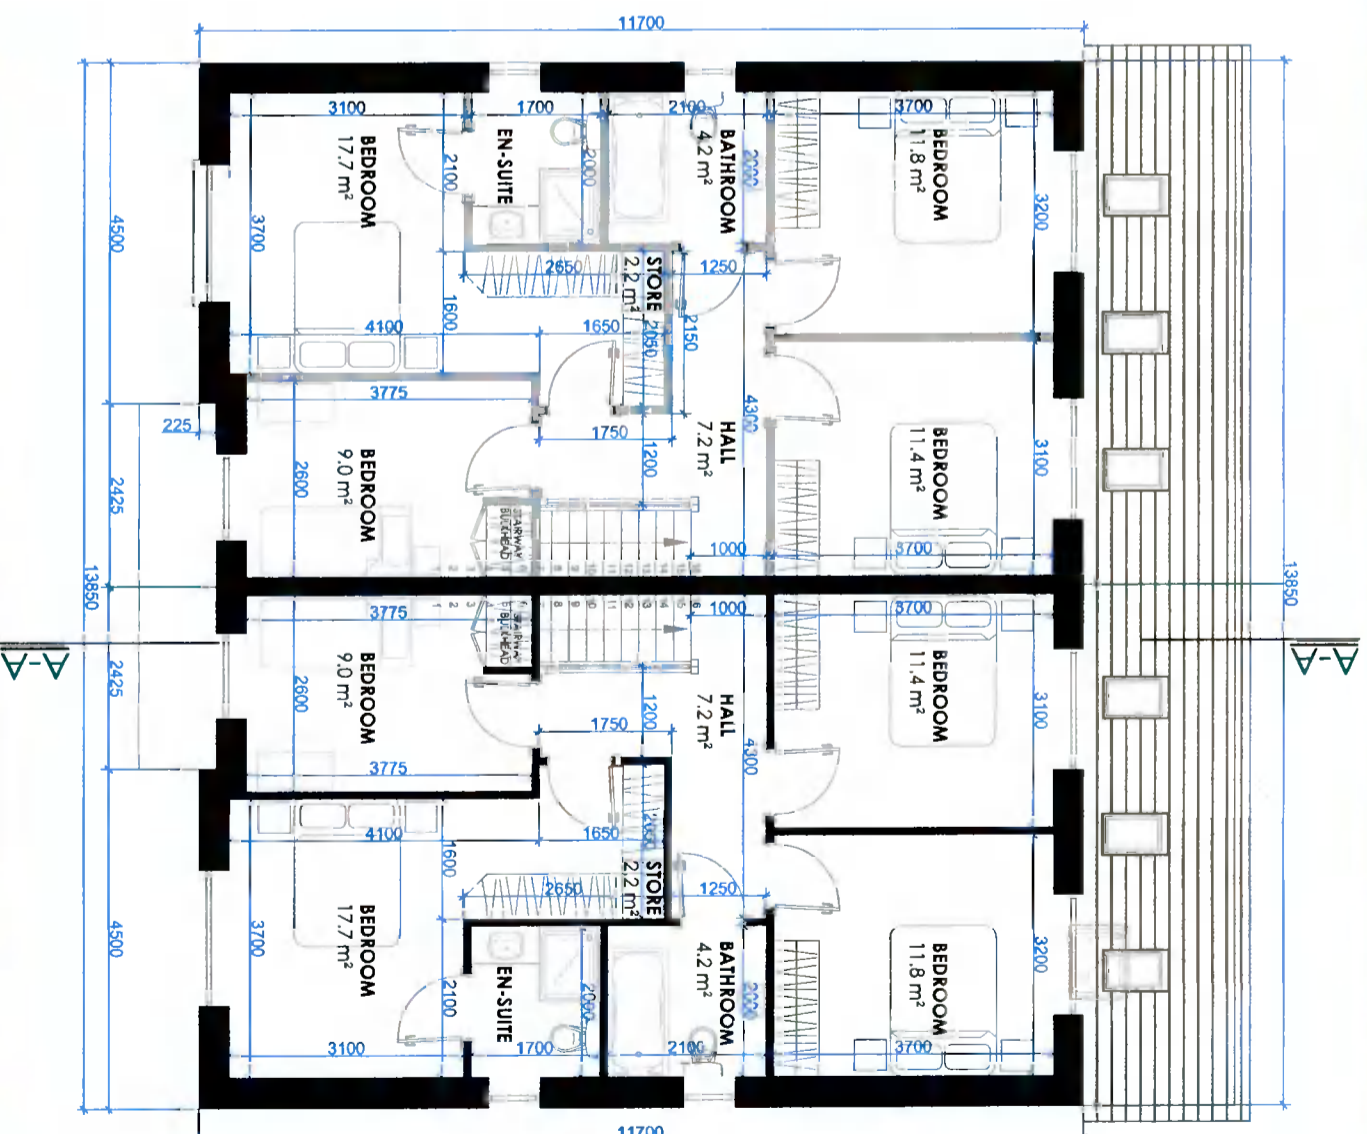 11700
3100
1700
2100
3700
BEDROOM
17.7 m²
EN-SUITE
BATHROOM
4.2 m²
BEDROOM
11.8 m²
2100
2000
2000
3200
4500
3700
2650
STORE
2.2 m²
1250
1600
4100
1650
2050
2150
3775
225
4300
1750
HALL
7.2 m²
BEDROOM
9.0 m²
2600
1200
BEDROOM
11.4 m²
3100
2425
STAIRWAY
BULKHEAD
1000
3700
13850
13850
3775
STAIRWAY
BULKHEAD
1000
3700
A-A
A-A
2425
BEDROOM
9.0 m²
2600
1200
HALL
7.2 m²
BEDROOM
11.4 m²
3100
1750
4300
3775
4100
1650
2000
1600
STORE
2.2 m²
2650
1250
4500
3700
BEDROOM
17.7 m²
EN-SUITE
BATHROOM
4.2 m²
BEDROOM
11.8 m²
3200
2100
2000
2000
3100
1700
2100
3700
11700